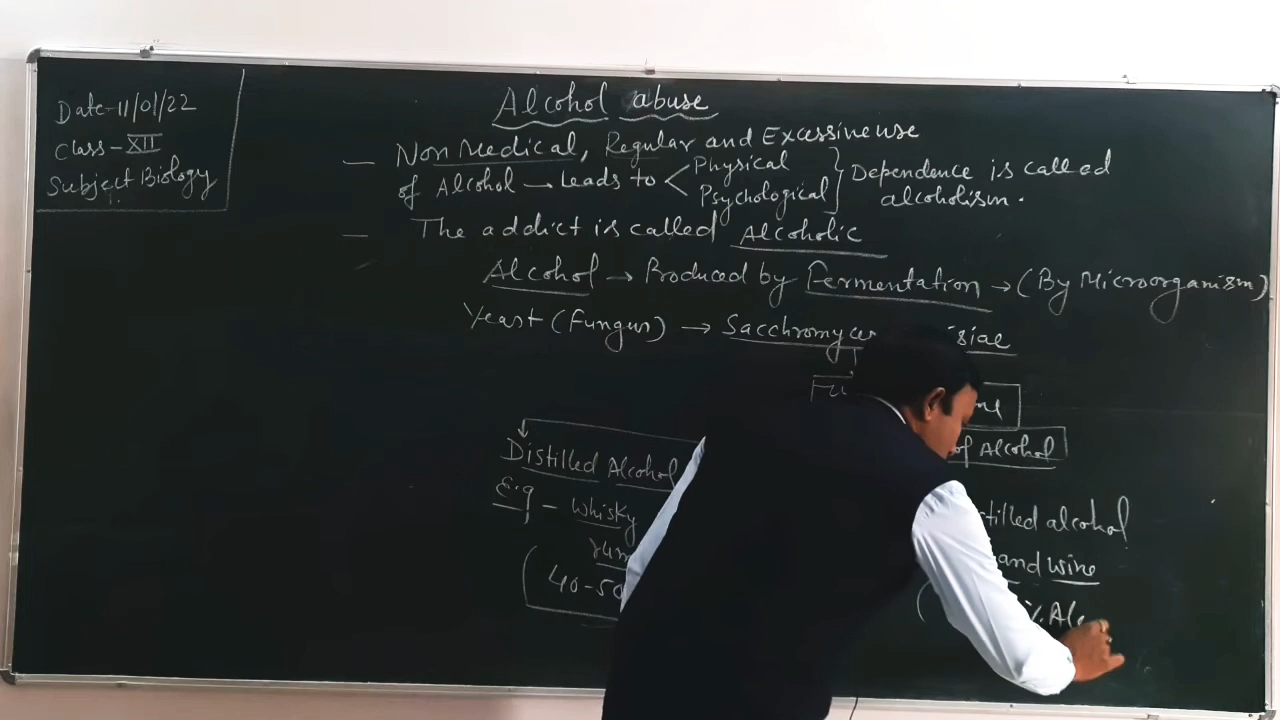 Date-11/01/22
Class-XII
Subject Biology
Alcohol abuse
— Non Medical, Regular and Excessive use
of Alcohol → Leads to < Physical
Psychological } Dependence is called
alcoholism.
— The addict is called Alcoholic
Alcohol → Produced by Fermentation → (By Microorganism)
Yeast (Fungus) →
of Alcohol
Distilled Alcohol
E.g - Whisky
alcohol
rum
and wine